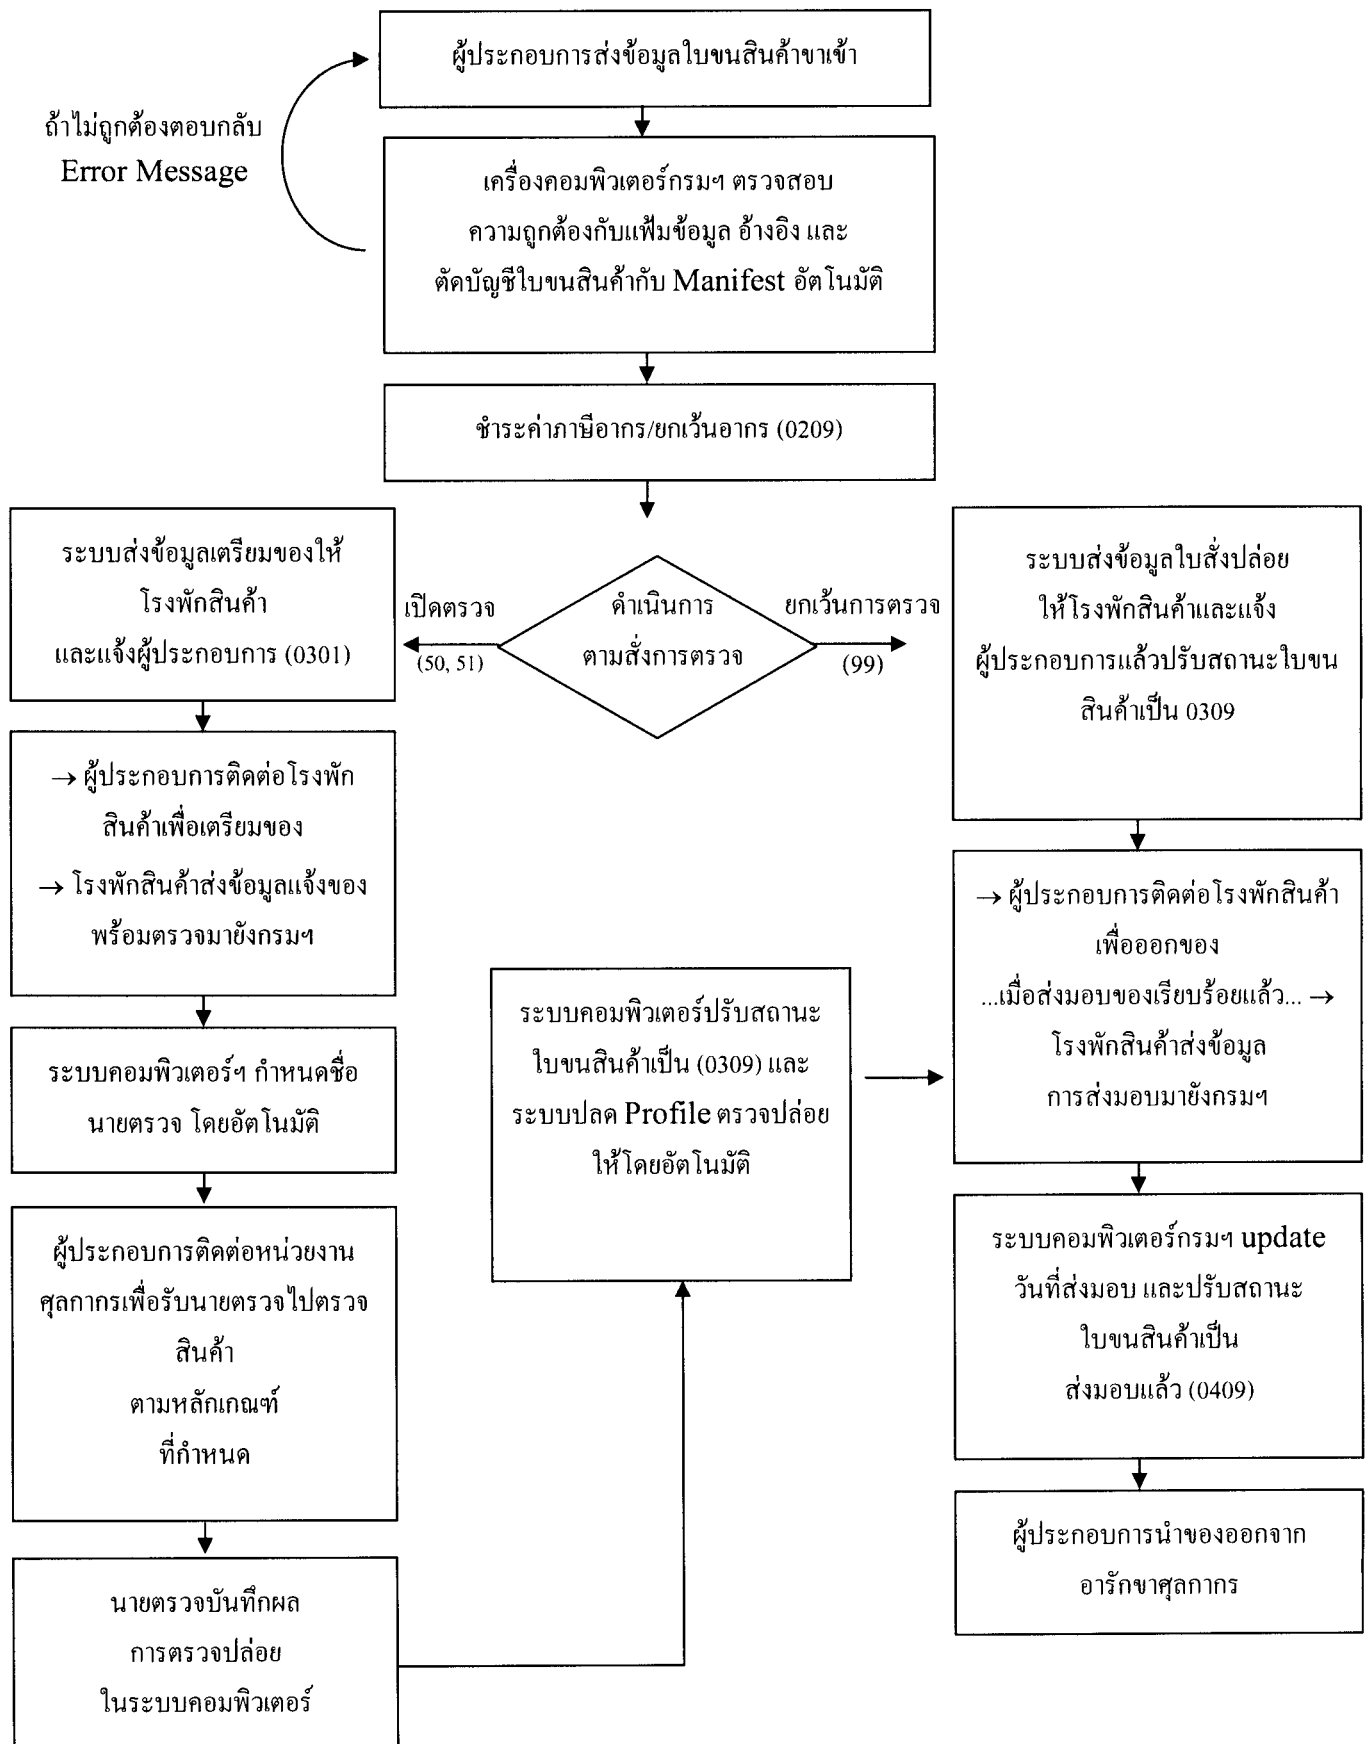 ผู้ประกอบการส่งข้อมูลใบขนสินค้าขาเข้า
ถ้าไม่ถูกต้องตอบกลับ
Error Message
เครื่องคอมพิวเตอร์กรมฯ ตรวจสอบ
ความถูกต้องกับแฟ้มข้อมูล อ้างอิง และ
ตัดบัญชีใบขนสินค้ากับ Manifest อัตโนมัติ
ชำระค่าภาษีอากร/ยกเว้นอากร (0209)
ดำเนินการ
ตามสั่งการตรวจ
เปิดตรวจ
(50, 51)
ยกเว้นการตรวจ
(99)
ระบบส่งข้อมูลเตรียมของให้
โรงพักสินค้า
และแจ้งผู้ประกอบการ (0301)
→ ผู้ประกอบการติดต่อโรงพัก
สินค้าเพื่อเตรียมของ
→ โรงพักสินค้าส่งข้อมูลแจ้งของ
พร้อมตรวจมายังกรมฯ
ระบบคอมพิวเตอร์ฯ กำหนดชื่อ
นายตรวจ โดยอัตโนมัติ
ผู้ประกอบการติดต่อหน่วยงาน
ศุลกากรเพื่อรับนายตรวจไปตรวจ
สินค้า
ตามหลักเกณฑ์
ที่กำหนด
นายตรวจบันทึกผล
การตรวจปล่อย
ในระบบคอมพิวเตอร์
ระบบคอมพิวเตอร์ปรับสถานะ
ใบขนสินค้าเป็น (0309) และ
ระบบปลด Profile ตรวจปล่อย
ให้โดยอัตโนมัติ
ระบบส่งข้อมูลใบสั่งปล่อย
ให้โรงพักสินค้าและแจ้ง
ผู้ประกอบการแล้วปรับสถานะใบขน
สินค้าเป็น 0309
→ ผู้ประกอบการติดต่อโรงพักสินค้า
เพื่อออกของ
...เมื่อส่งมอบของเรียบร้อยแล้ว... →
โรงพักสินค้าส่งข้อมูล
การส่งมอบมายังกรมฯ
ระบบคอมพิวเตอร์กรมฯ update
วันที่ส่งมอบ และปรับสถานะ
ใบขนสินค้าเป็น
ส่งมอบแล้ว (0409)
ผู้ประกอบการนำของออกจาก
อารักขาศุลกากร